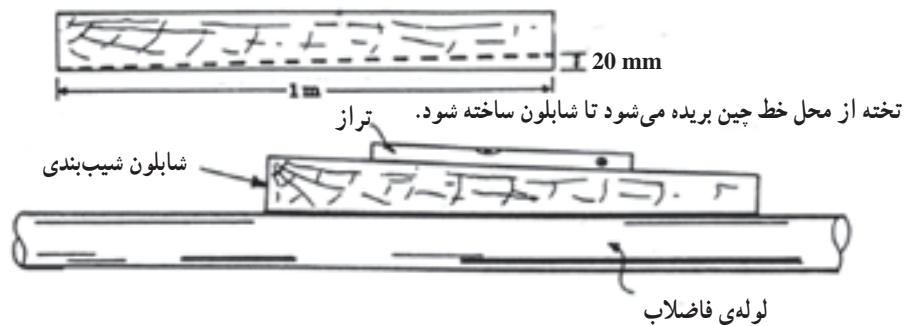 20 mm
1 m
تخته از محل خط چین بریده می‌شود تا شابلون ساخته شود.
تراز
شابلون شیب‌بندی
لوله‌ی فاضلاب